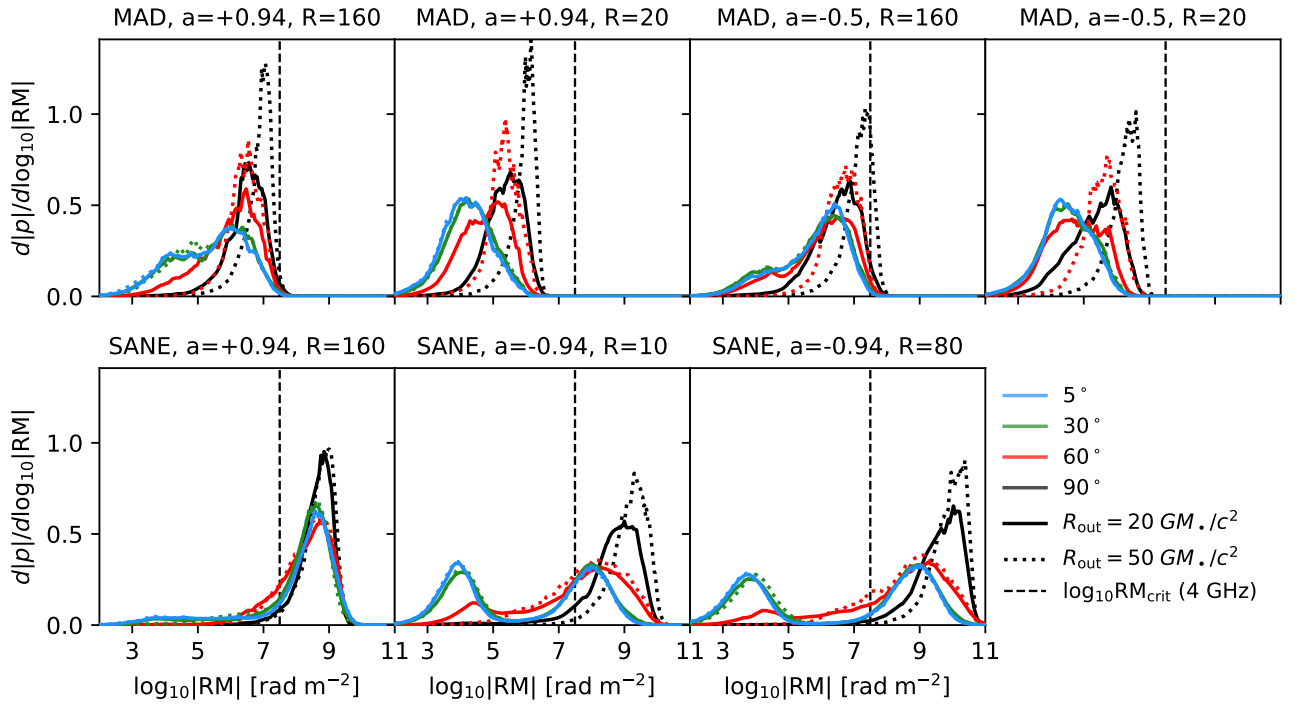 MAD, a=+0.94, R=160 MAD, a=+0.94, R=20 MAD, a=-0.5, R=160 MAD, a=-0.5, R=20
d|p|/dlog₁₀|RM|
1.0
0.5
0.0
SANE, a=+0.94, R=160 SANE, a=-0.94, R=10 SANE, a=-0.94, R=80
d|p|/dlog₁₀|RM|
1.0
0.5
0.0
3 5 7 9 11 3 5 7 9 11 3 5 7 9 11
log₁₀|RM| [rad m⁻²] log₁₀|RM| [rad m⁻²] log₁₀|RM| [rad m⁻²]
5°
30°
60°
90°
R_out = 20 GM•/c²
R_out = 50 GM•/c²
log₁₀RM_crit (4 GHz)